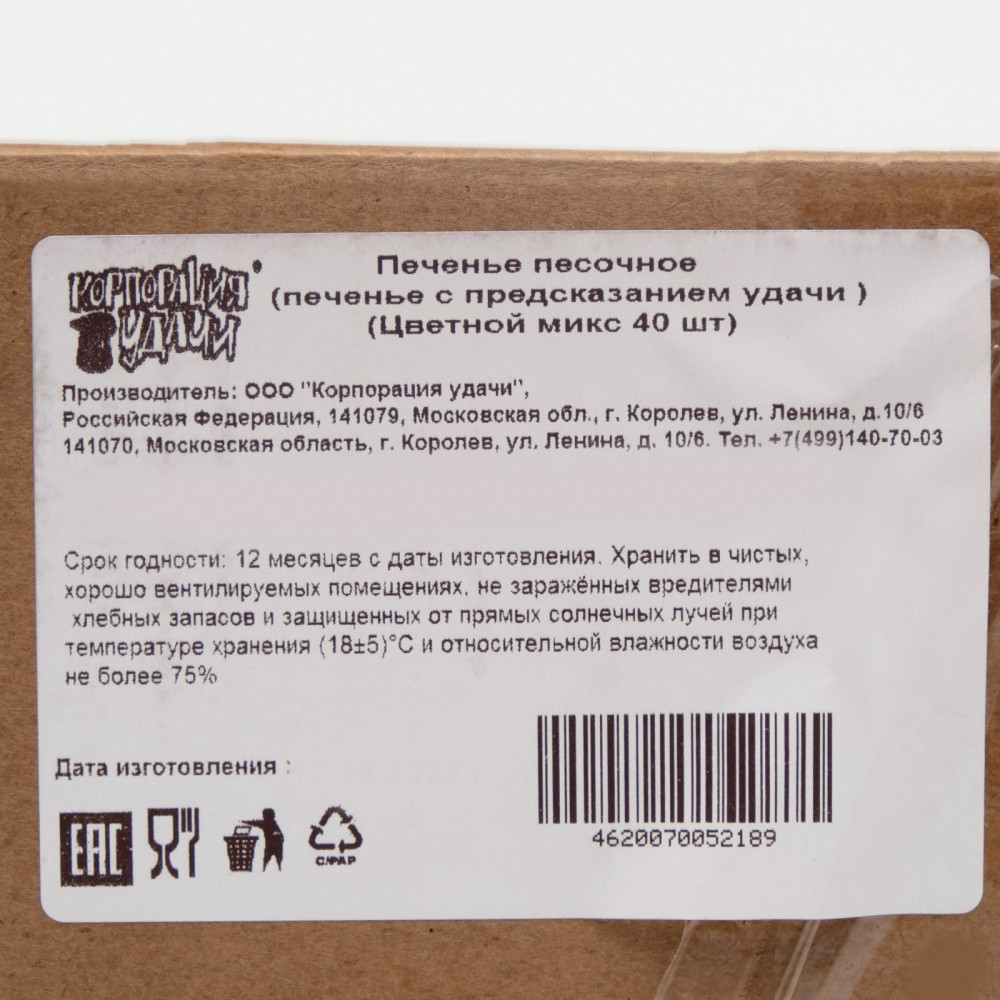 КОРПОРАЦИЯ
УДАЧИ
Печенье песочное
(печенье с предсказанием удачи )
(Цветной микс 40 шт)
Производитель: ООО "Корпорация удачи",
Российская Федерация, 141079, Московская обл., г. Королев, ул. Ленина, д.10/6
141070, Московская область, г. Королев, ул. Ленина, д. 10/6. Тел. +7(499)140-70-03
Срок годности: 12 месяцев с даты изготовления. Хранить в чистых,
хорошо вентилируемых помещениях, не заражённых вредителями
хлебных запасов и защищенных от прямых солнечных лучей при
температуре хранения (18±5)°С и относительной влажности воздуха
не более 75%
Дата изготовления :
4620070052189
EAC
C/PAP